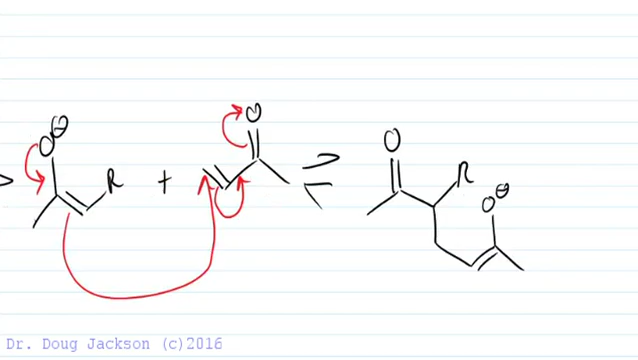 O⊖ R + O ⇌ O R O⊖
Dr. Doug Jackson (c)2016